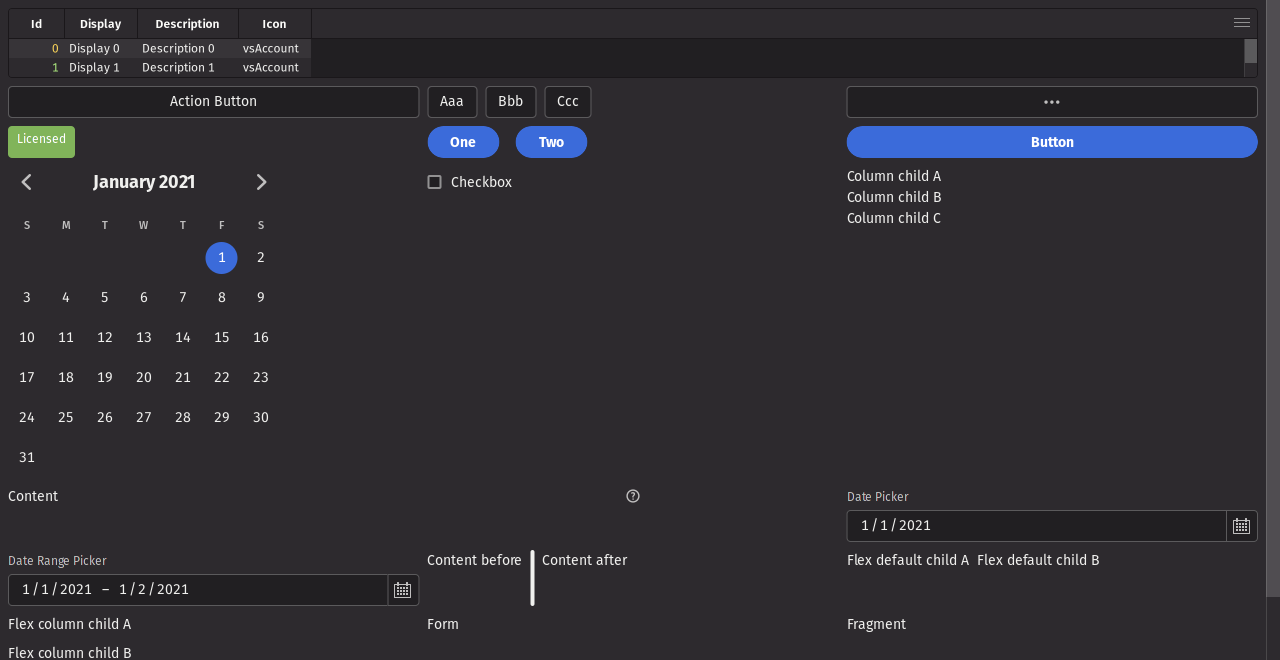 Id Display Description Icon
0 Display 0 Description 0 vsAccount
1 Display 1 Description 1 vsAccount
Action Button Aaa Bbb Ccc
Licensed One Two Button
January 2021 Checkbox Column child A
Column child B
Column child C
S M T W T F S
1 2
3 4 5 6 7 8 9
10 11 12 13 14 15 16
17 18 19 20 21 22 23
24 25 26 27 28 29 30
31
Content Date Picker
1/1/2021
Date Range Picker Content before Content after Flex default child A Flex default child B
1/1/2021 – 1/2/2021
Flex column child A Form Fragment
Flex column child B